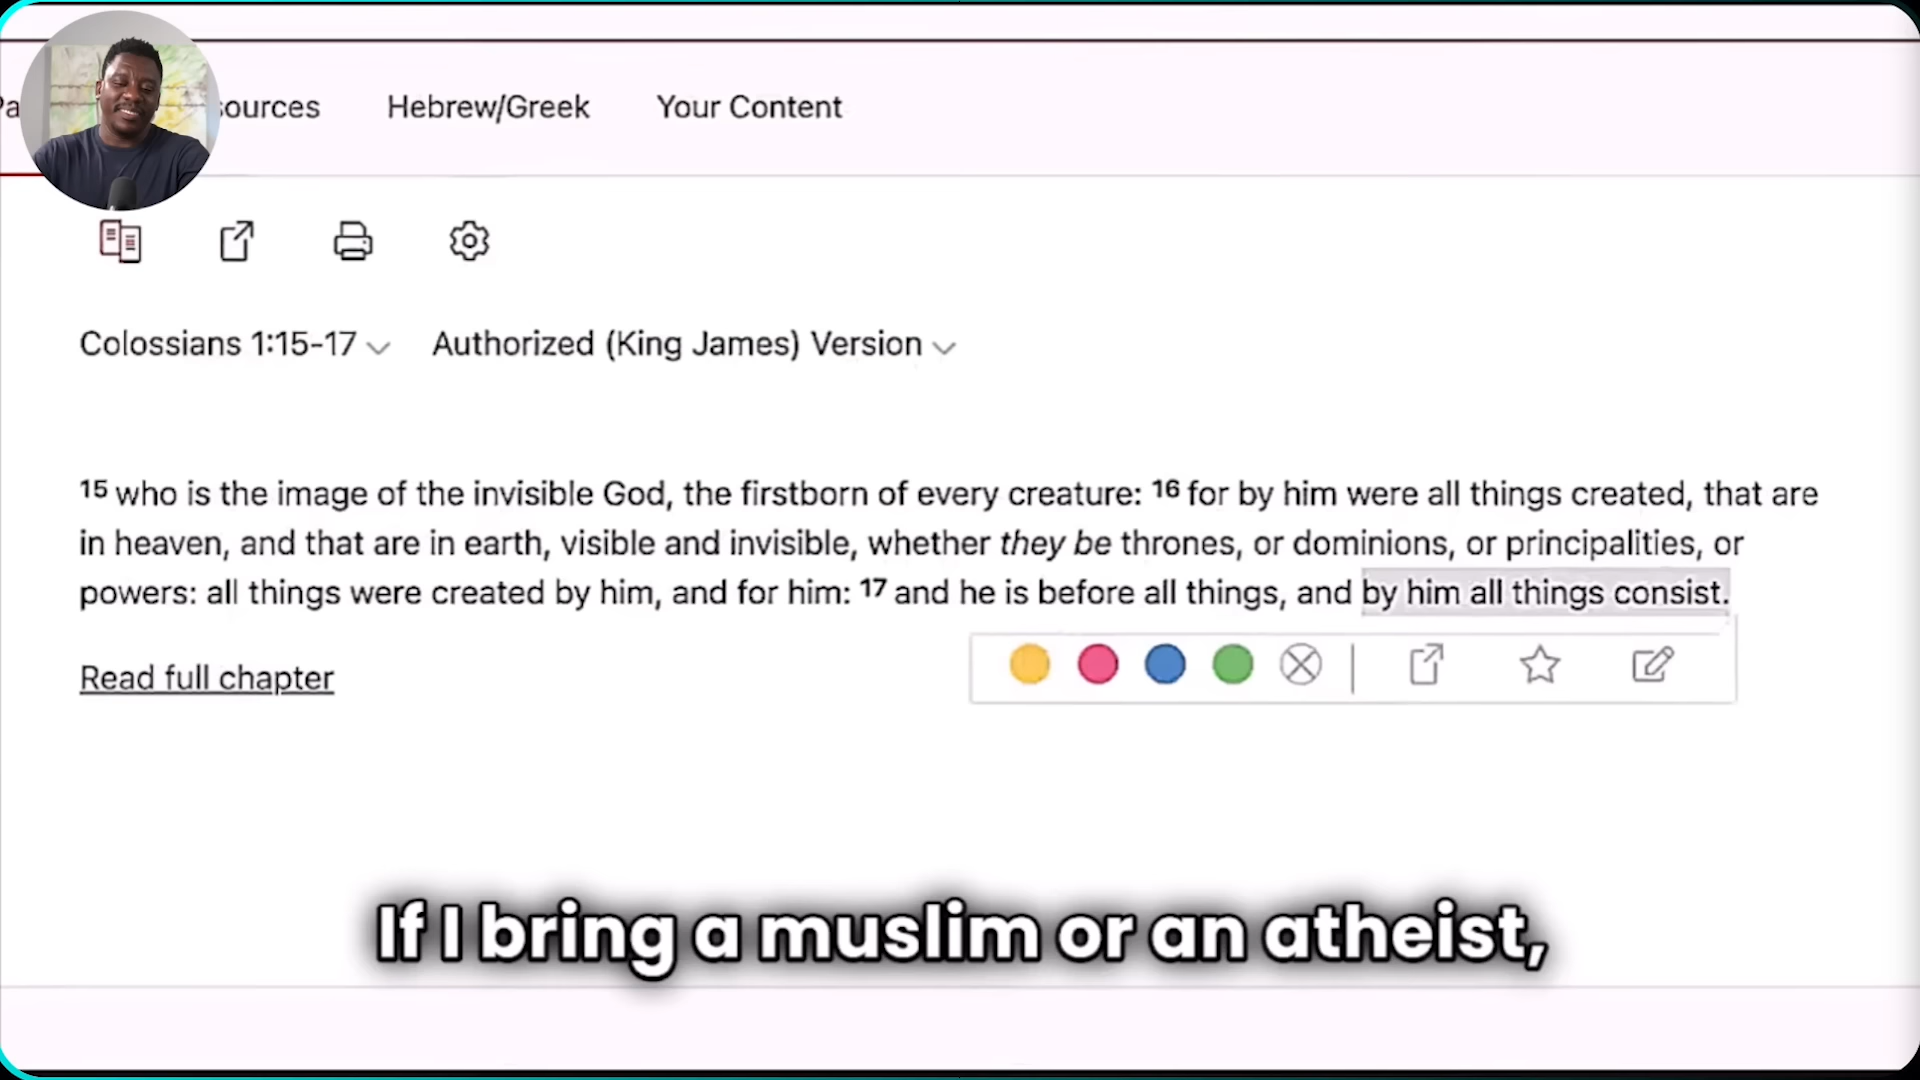 Hebrew/Greek
Your Content
Colossians 1:15-17
Authorized (King James) Version
15 who is the image of the invisible God, the firstborn of every creature: 16 for by him were all things created, that are
in heaven, and that are in earth, visible and invisible, whether they be thrones, or dominions, or principalities, or
powers: all things were created by him, and for him: 17 and he is before all things, and by him all things consist.
Read full chapter
If I bring a muslim or an atheist,